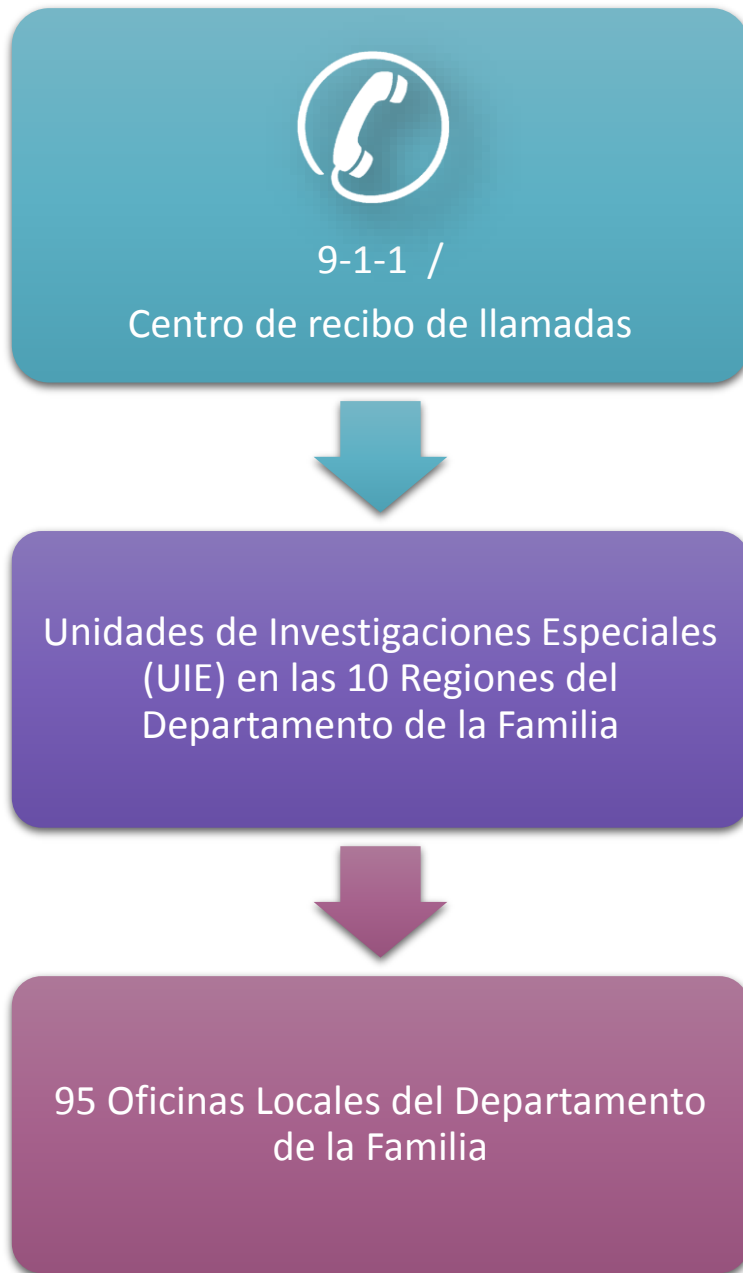 9-1-1 /
Centro de recibo de llamadas
Unidades de Investigaciones Especiales
(UIE) en las 10 Regiones del
Departamento de la Familia
95 Oficinas Locales del Departamento
de la Familia